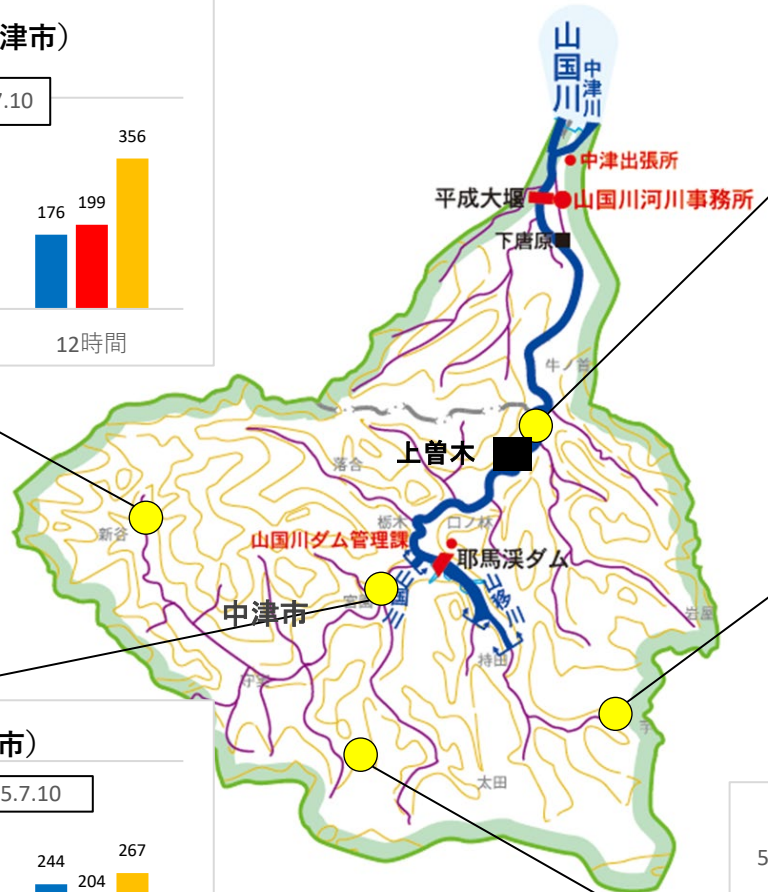 津市）
7.10
356
176
199
12時間
山国川
中津川
中津出張所
平成大堰
山国川河川事務所
下唐原
牛ノ首
上曽木
落合
栃木
口ノ林
新谷
山国川ダム管理課
耶馬渓ダム
山国川
山移川
宮園
中津市
岩屋
持田
守実
太田
市）
5.7.10
244
204
267
5